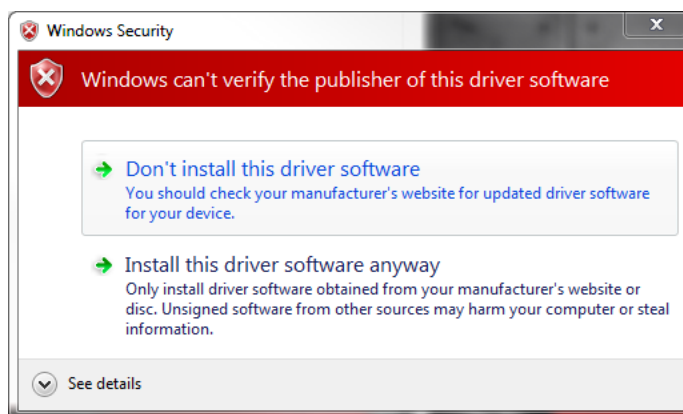 Windows Security
x
Windows can't verify the publisher of this driver software
Don't install this driver software
You should check your manufacturer's website for updated driver software
for your device.
Install this driver software anyway
Only install driver software obtained from your manufacturer's website or
disc. Unsigned software from other sources may harm your computer or steal
information.
See details